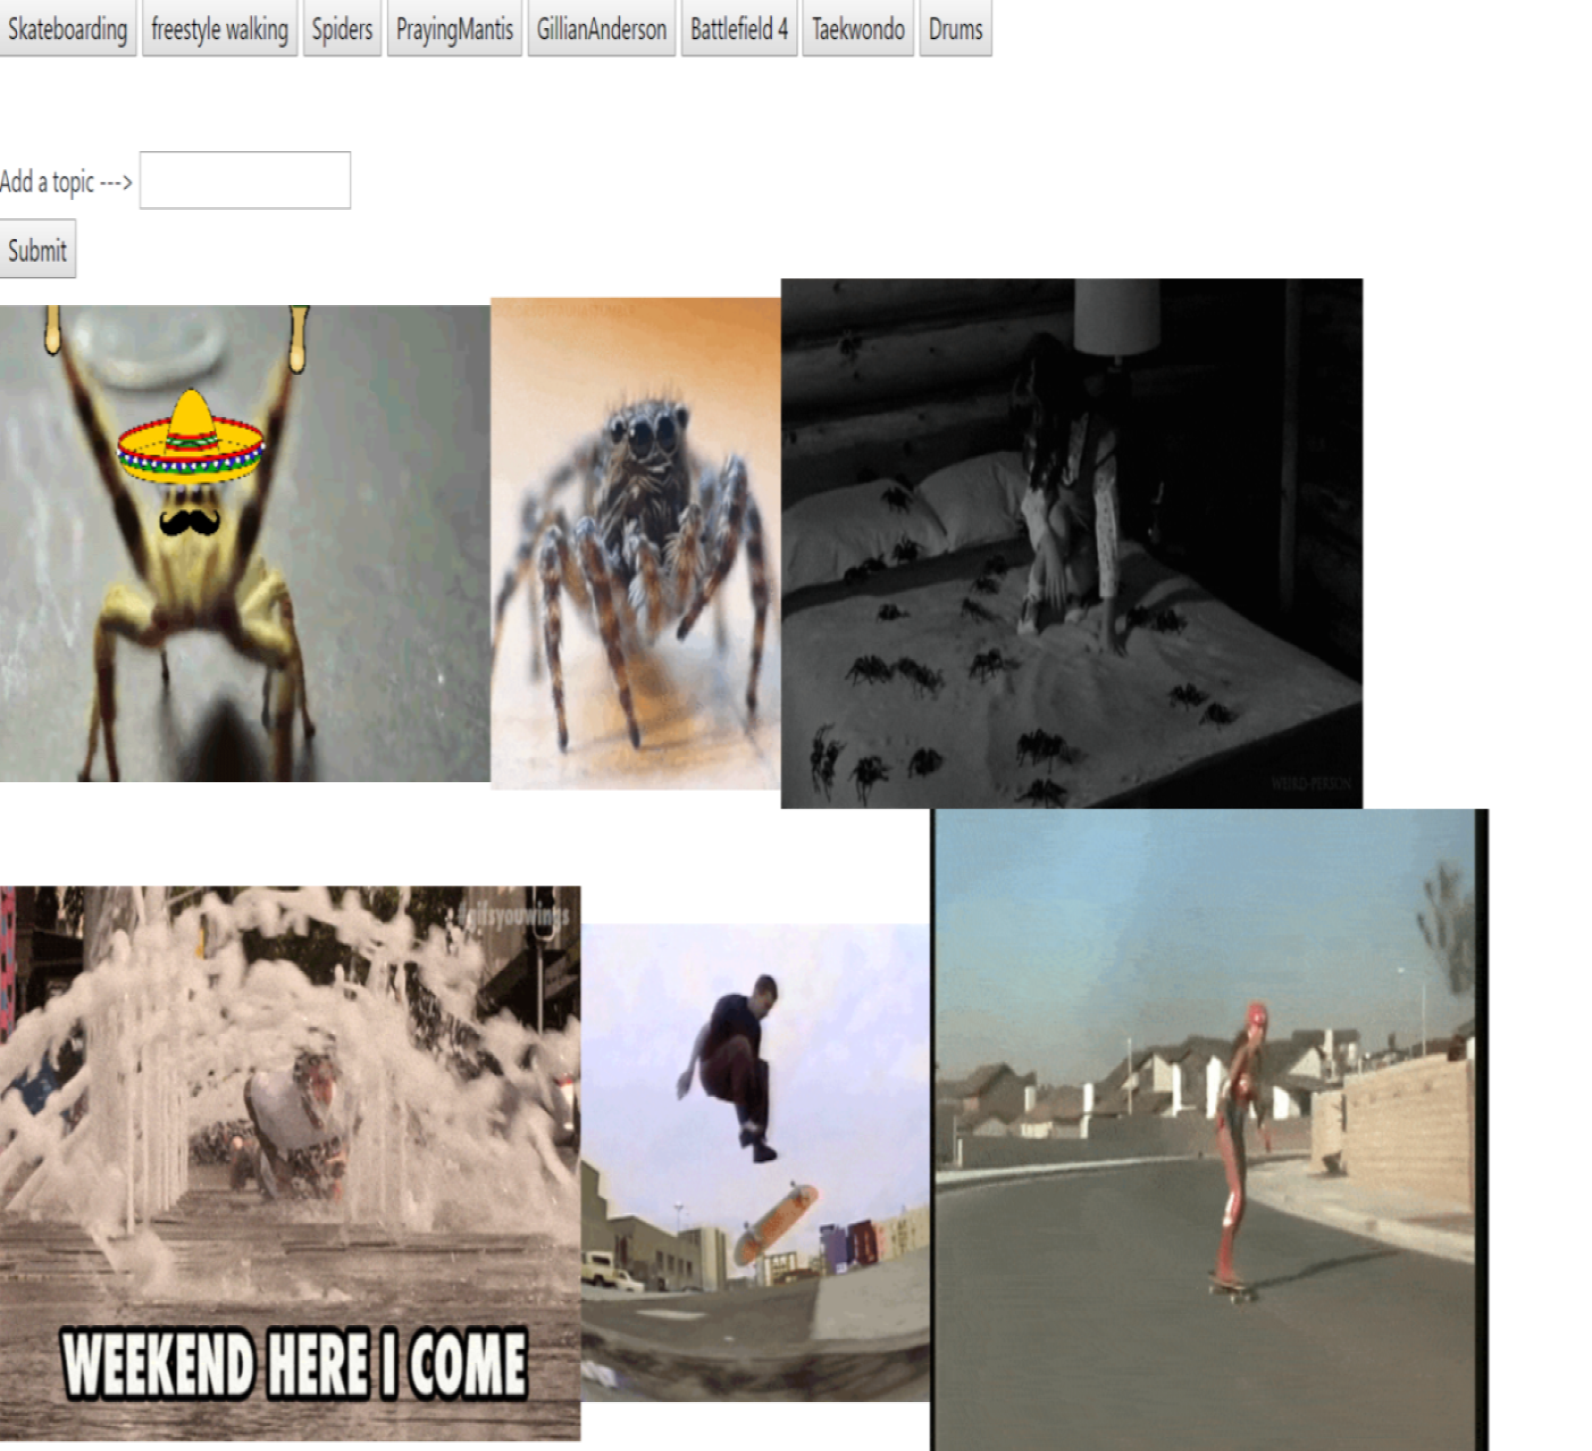 Skateboarding freestyle walking Spiders PrayingMantis GillianAnderson Battlefield 4 Taekwondo Drums
Add a topic --->
Submit
WEIRD-PERSON
#gifsyouwings
WEEKEND HERE I COME